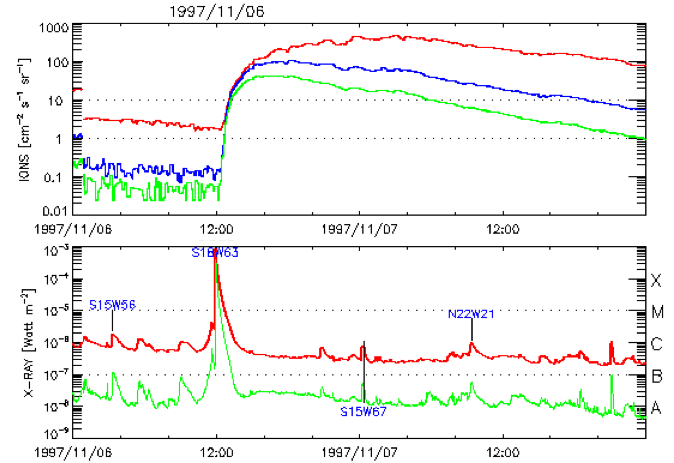 1997/11/06
1000
100
10
1
0.1
0.01
IONS [cm⁻² s⁻¹ sr⁻¹]
1997/11/06 12:00 1997/11/07 12:00
10⁻³
10⁻⁴
10⁻⁵
10⁻⁶
10⁻⁷
10⁻⁸
10⁻⁹
X-RAY [Watt m⁻²]
S18W63
S15W56
N22W21
S15W67
X
M
C
B
A
1997/11/06 12:00 1997/11/07 12:00